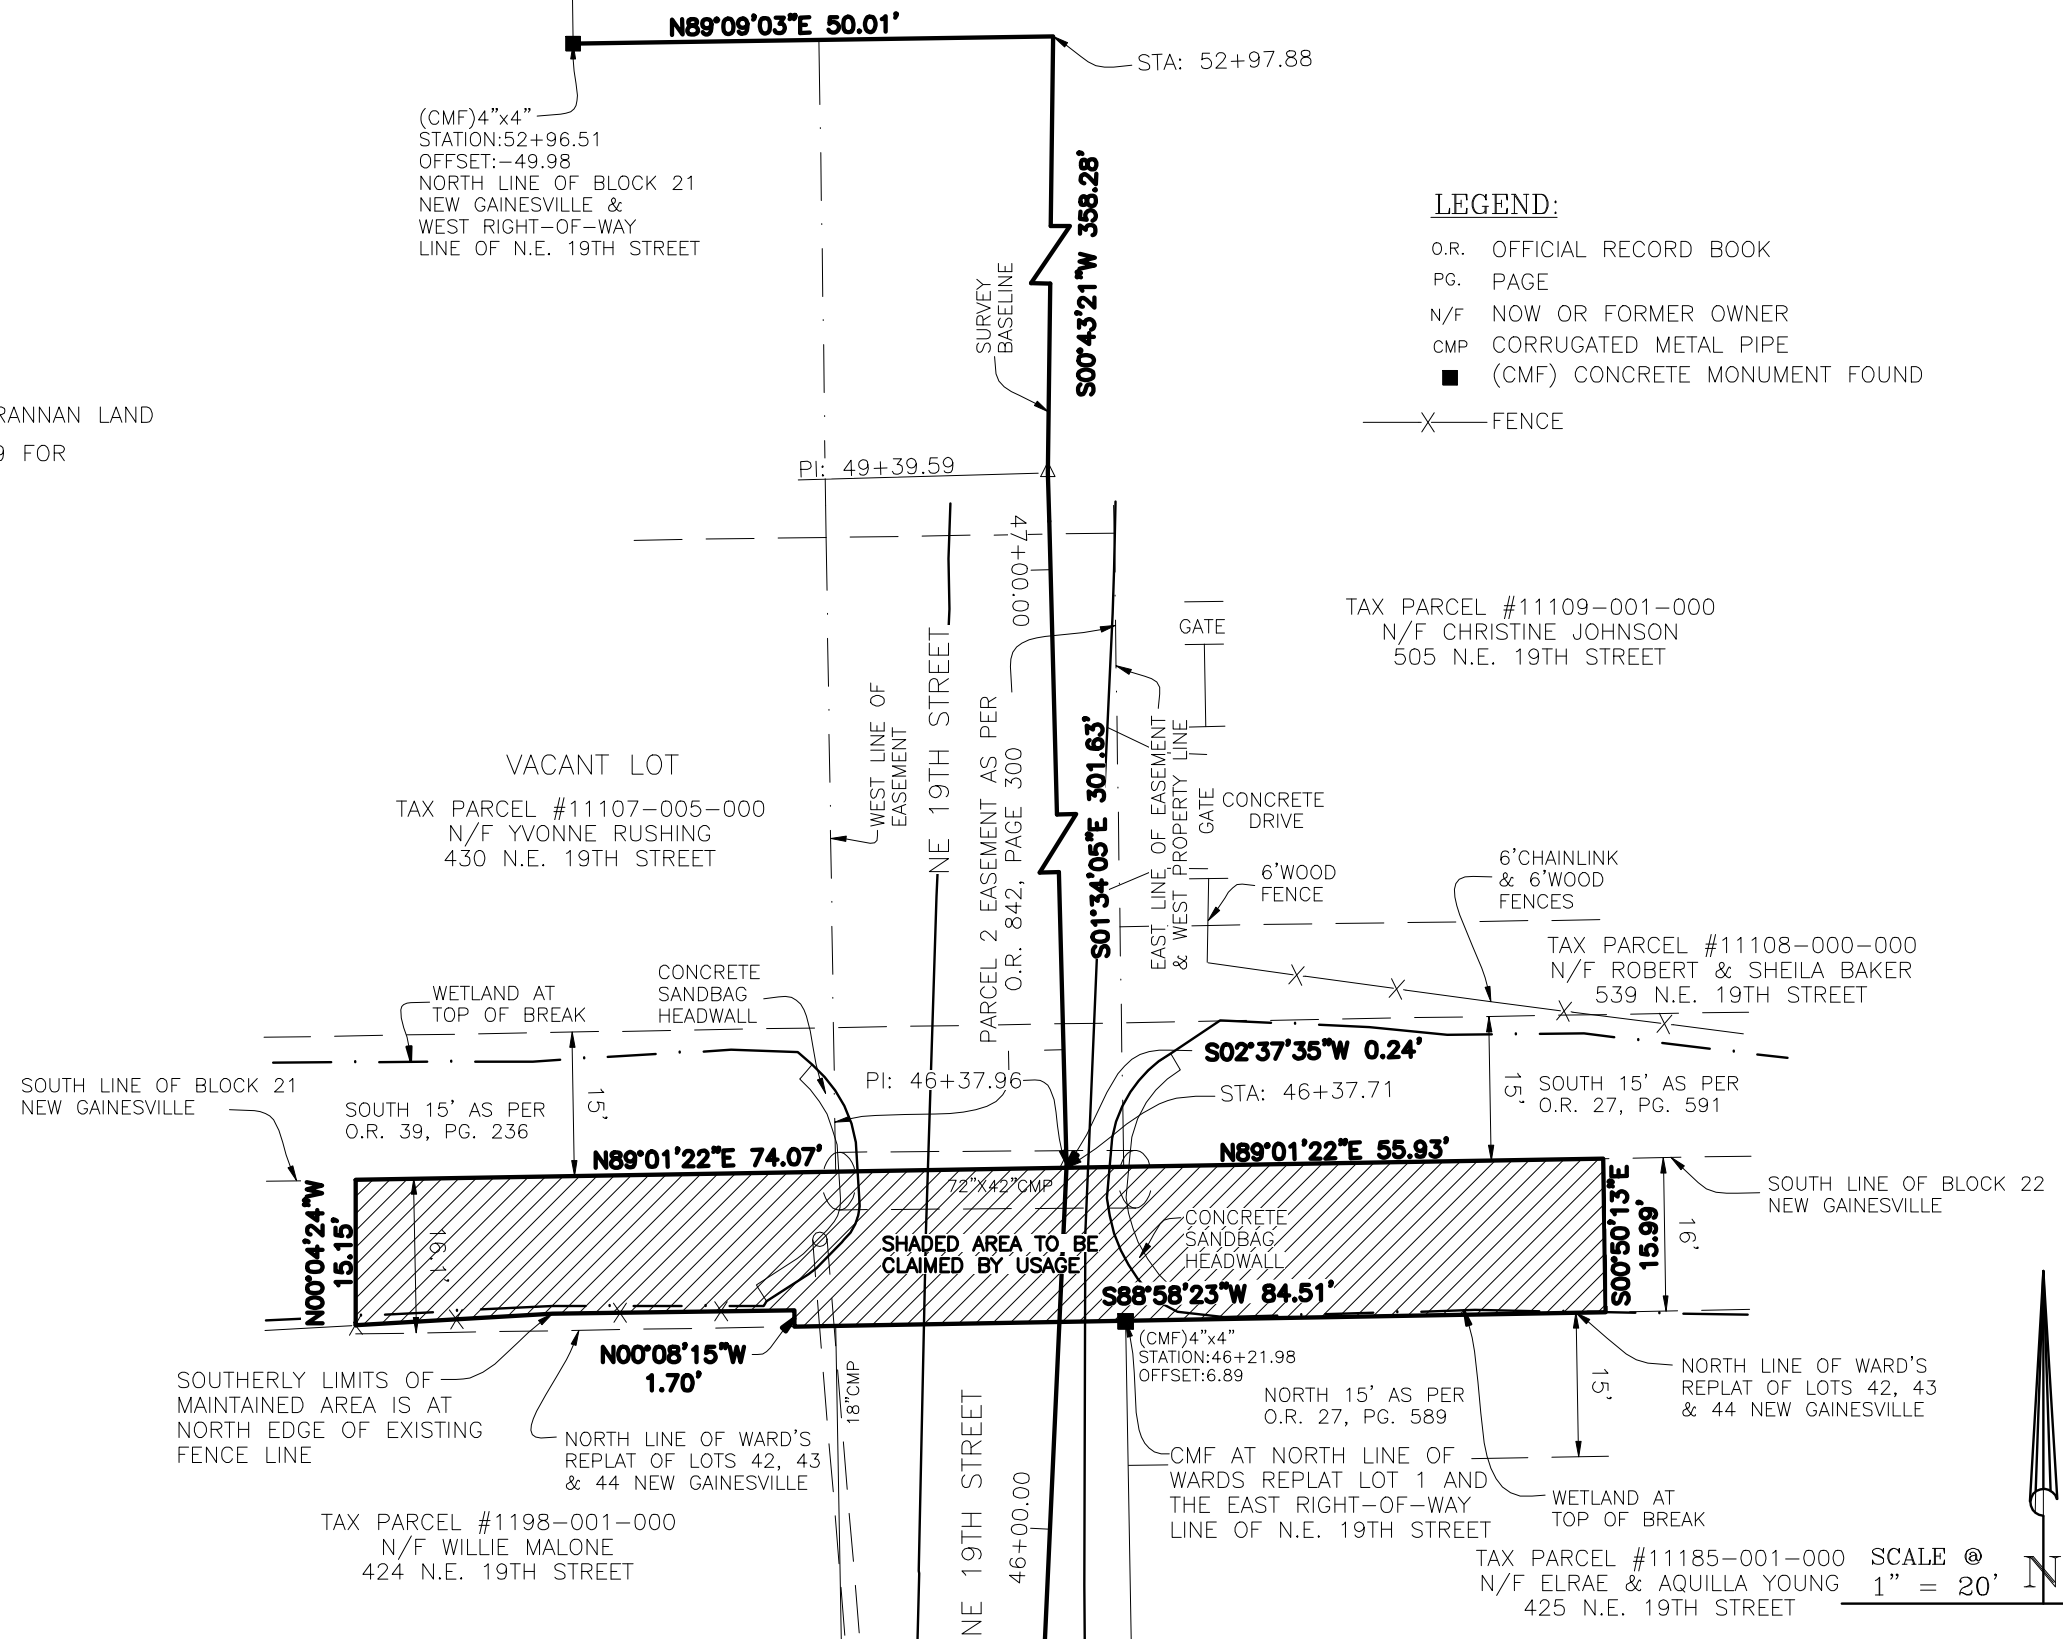 N89°09'03"E 50.01'
STA: 52+97.88
(CMF)4"x4"
STATION:52+96.51
OFFSET:-49.98
NORTH LINE OF BLOCK 21
NEW GAINESVILLE &
WEST RIGHT-OF-WAY
LINE OF N.E. 19TH STREET
S00°43'21"W 358.28'
SURVEY
BASELINE
LEGEND:
O.R. OFFICIAL RECORD BOOK
PG. PAGE
N/F NOW OR FORMER OWNER
CMP CORRUGATED METAL PIPE
(CMF) CONCRETE MONUMENT FOUND
X FENCE
RANNAN LAND
9 FOR
PI: 49+39.59
47+00.00
GATE
TAX PARCEL #11109-001-000
N/F CHRISTINE JOHNSON
505 N.E. 19TH STREET
NE 19TH STREET
WEST LINE OF
EASEMENT
PARCEL 2 EASEMENT AS PER
O.R. 842, PAGE 300
S01°34'05"E 301.63'
EAST LINE OF EASEMENT
& WEST PROPERTY LINE
GATE
CONCRETE
DRIVE
VACANT LOT
TAX PARCEL #11107-005-000
N/F YVONNE RUSHING
430 N.E. 19TH STREET
6'WOOD
FENCE
6'CHAINLINK
& 6'WOOD
FENCES
TAX PARCEL #11108-000-000
N/F ROBERT & SHEILA BAKER
539 N.E. 19TH STREET
X X X X
CONCRETE
SANDBAG
HEADWALL
WETLAND AT
TOP OF BREAK
S02°37'35"W 0.24'
PI: 46+37.96
STA: 46+37.71
SOUTH LINE OF BLOCK 21
NEW GAINESVILLE
SOUTH 15' AS PER
O.R. 39, PG. 236
15'
15'
SOUTH 15' AS PER
O.R. 27, PG. 591
N89°01'22"E 74.07'
N89°01'22"E 55.93'
72"X42"CMP
N00°04'24"W
15.15'
16.1'
SHADED AREA TO BE
CLAIMED BY USAGE
CONCRETE
SANDBAG
HEADWALL
S00°50'13"E
15.99'
16'
SOUTH LINE OF BLOCK 22
NEW GAINESVILLE
S88°58'23"W 84.51'
X X X
N00°08'15"W
1.70'
(CMF)4"x4"
STATION:46+21.98
OFFSET:6.89
SOUTHERLY LIMITS OF
MAINTAINED AREA IS AT
NORTH EDGE OF EXISTING
FENCE LINE
NORTH LINE OF WARD'S
REPLAT OF LOTS 42, 43
& 44 NEW GAINESVILLE
18"CMP
NORTH 15' AS PER
O.R. 27, PG. 589
15'
NORTH LINE OF WARD'S
REPLAT OF LOTS 42, 43
& 44 NEW GAINESVILLE
CMF AT NORTH LINE OF
WARDS REPLAT LOT 1 AND
THE EAST RIGHT-OF-WAY
LINE OF N.E. 19TH STREET
WETLAND AT
TOP OF BREAK
TAX PARCEL #1198-001-000
N/F WILLIE MALONE
424 N.E. 19TH STREET
NE 19TH STREET
46+00.00
TAX PARCEL #11185-001-000
N/F ELRAE & AQUILLA YOUNG
425 N.E. 19TH STREET
SCALE @
1" = 20'
N